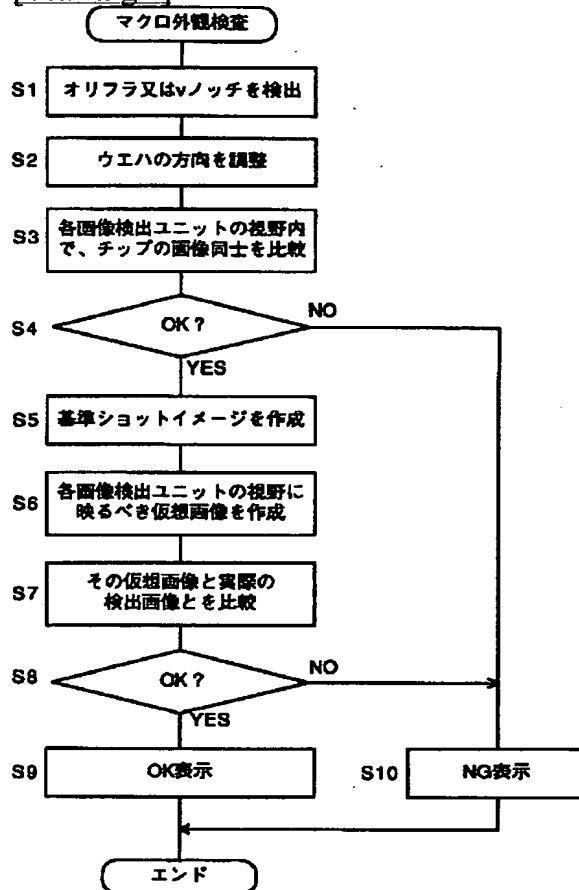 マクロ外観検査
S1
オリフラ又はvノッチを検出
S2
ウエハの方向を調整
S3
各画像検出ユニットの視野内
で、チップの画像同士を比較
S4
OK?
NO
YES
S5
基準ショットイメージを作成
S6
各画像検出ユニットの視野に
映るべき仮想画像を作成
S7
その仮想画像と実際の
検出画像とを比較
S8
OK?
NO
YES
S9
OK表示
S10
NG表示
エンド